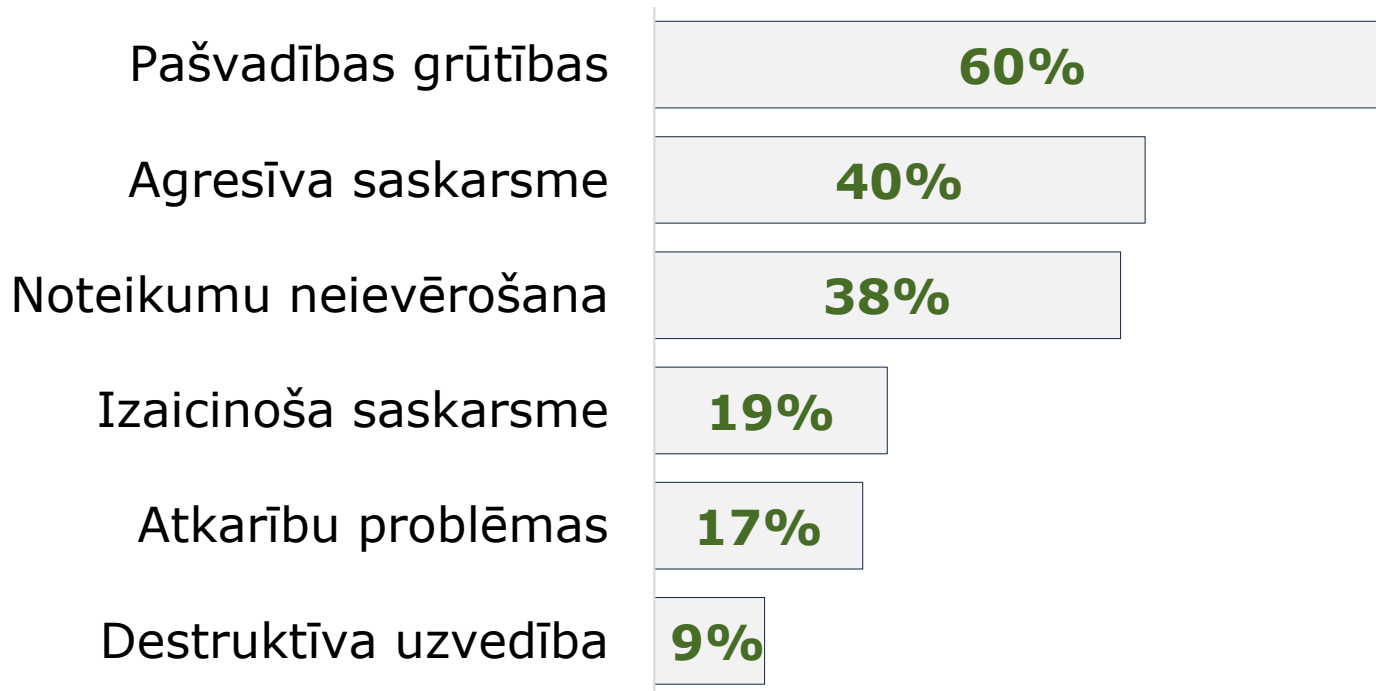 Pašvadības grūtības 60%
Agresīva saskarsme 40%
Noteikumu neievērošana 38%
Izaicinoša saskarsme 19%
Atkarību problēmas 17%
Destruktīva uzvedība 9%